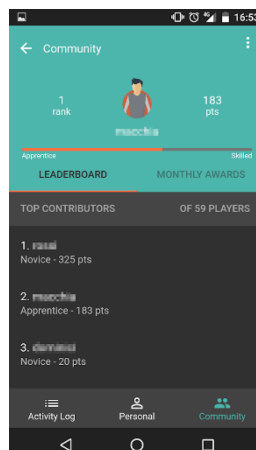 16:53
Community
1
rank
183
pts
Apprentice
Skilled
LEADERBOARD
MONTHLY AWARDS
TOP CONTRIBUTORS
OF 59 PLAYERS
1.
Novice - 325 pts
2.
Apprentice - 183 pts
3.
Novice - 20 pts
Activity Log
Personal
Community